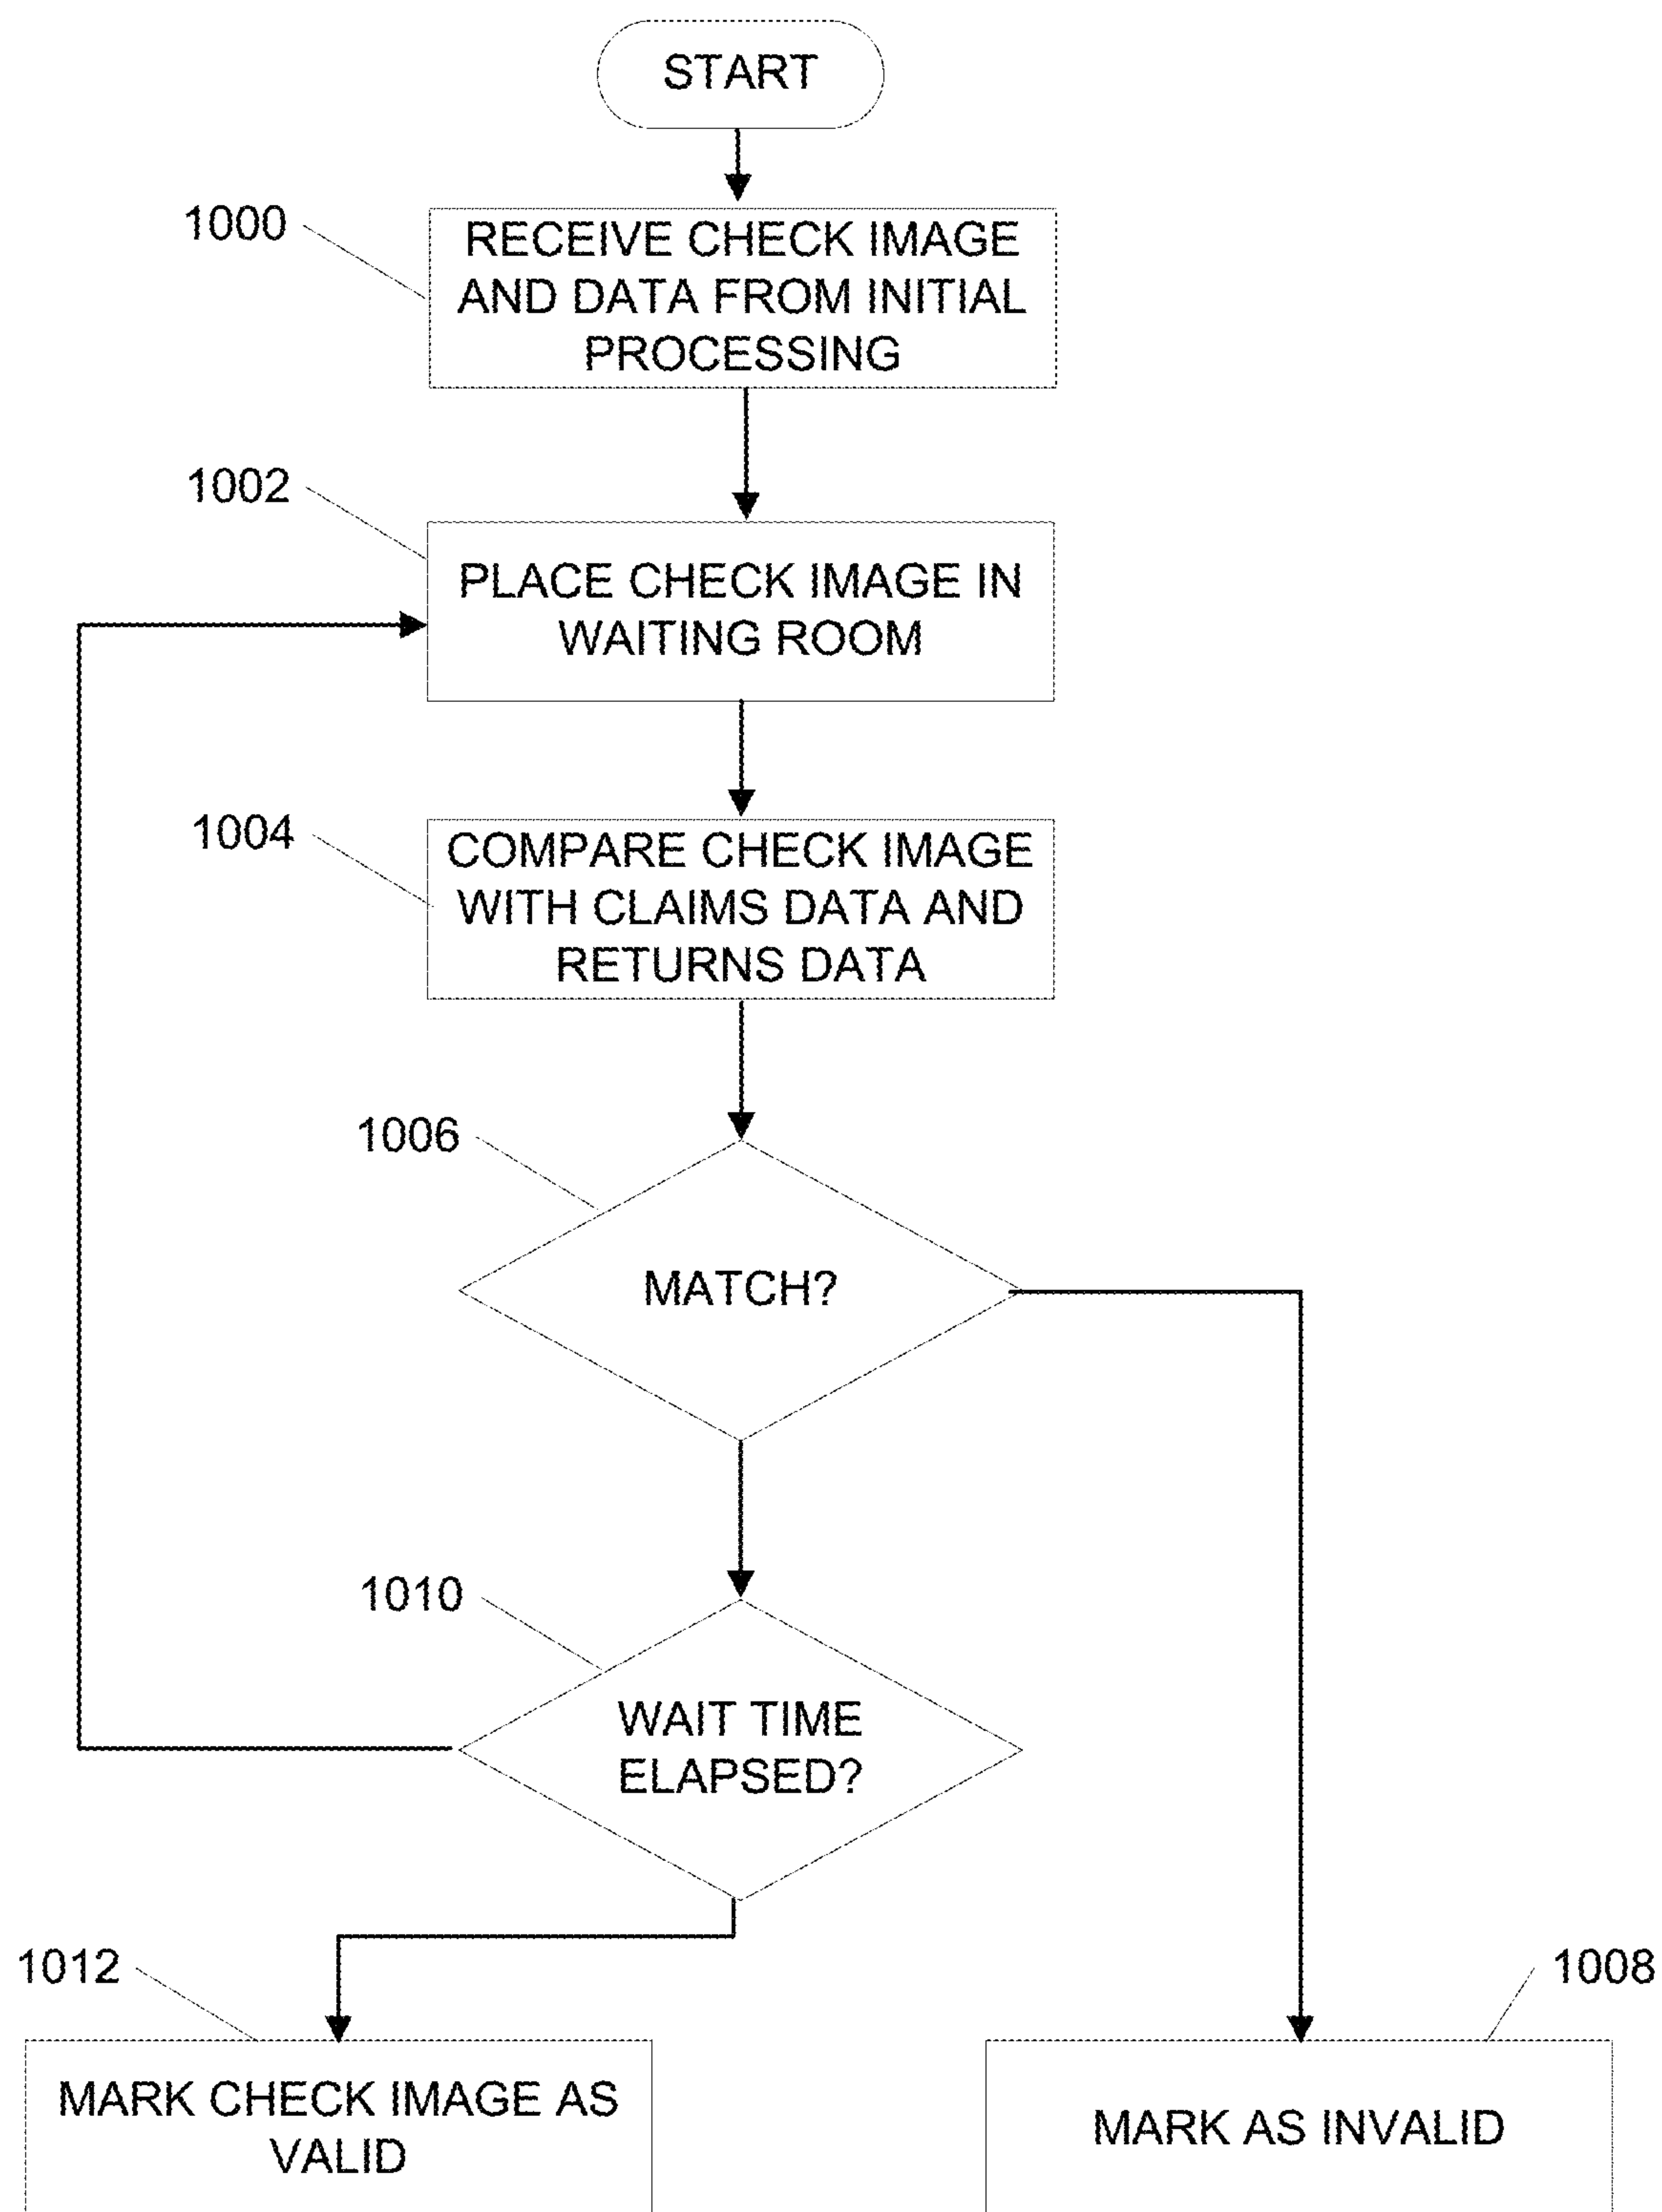 START
1000
RECEIVE CHECK IMAGE
AND DATA FROM INITIAL
PROCESSING
1002
PLACE CHECK IMAGE IN
WAITING ROOM
1004
COMPARE CHECK IMAGE
WITH CLAIMS DATA AND
RETURNS DATA
1006
MATCH?
1010
WAIT TIME
ELAPSED?
1012
MARK CHECK IMAGE AS
VALID
1008
MARK AS INVALID